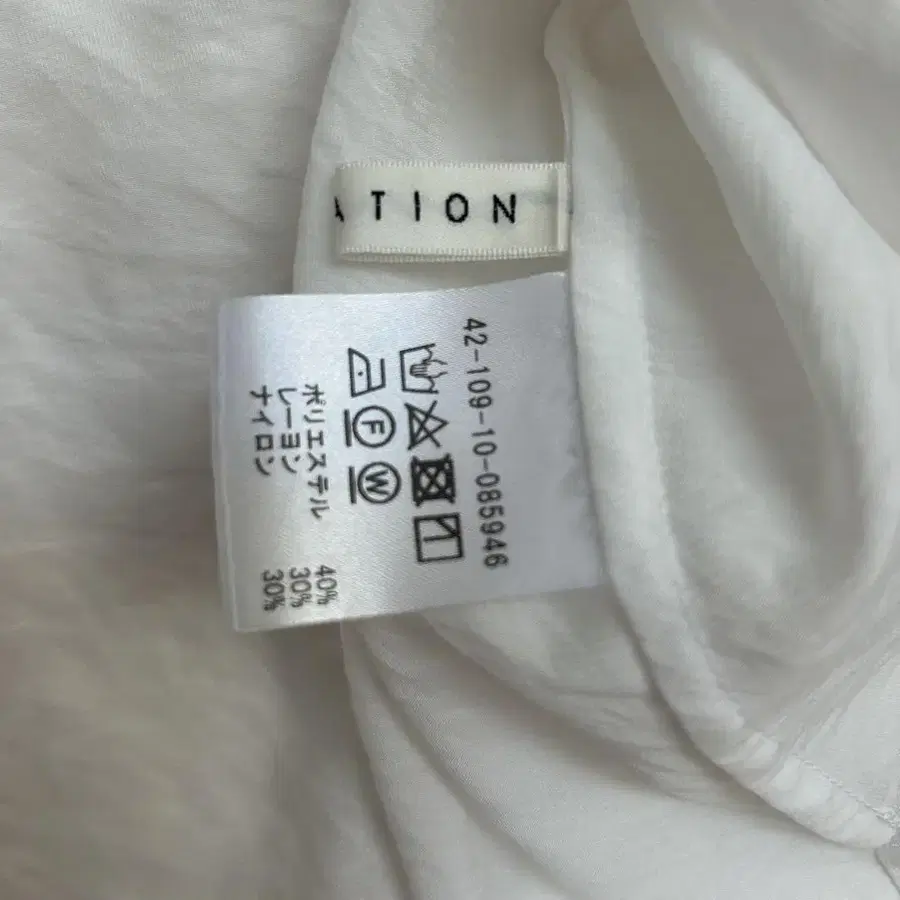 ATION
42-109-10-085946
F W
ポリエステル 40%
レーヨン 30%
ナイロン 30%